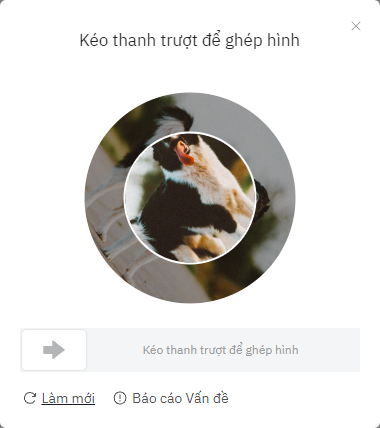 Kéo thanh trượt để ghép hình
Kéo thanh trượt để ghép hình
Làm mới
Báo cáo Vấn đề